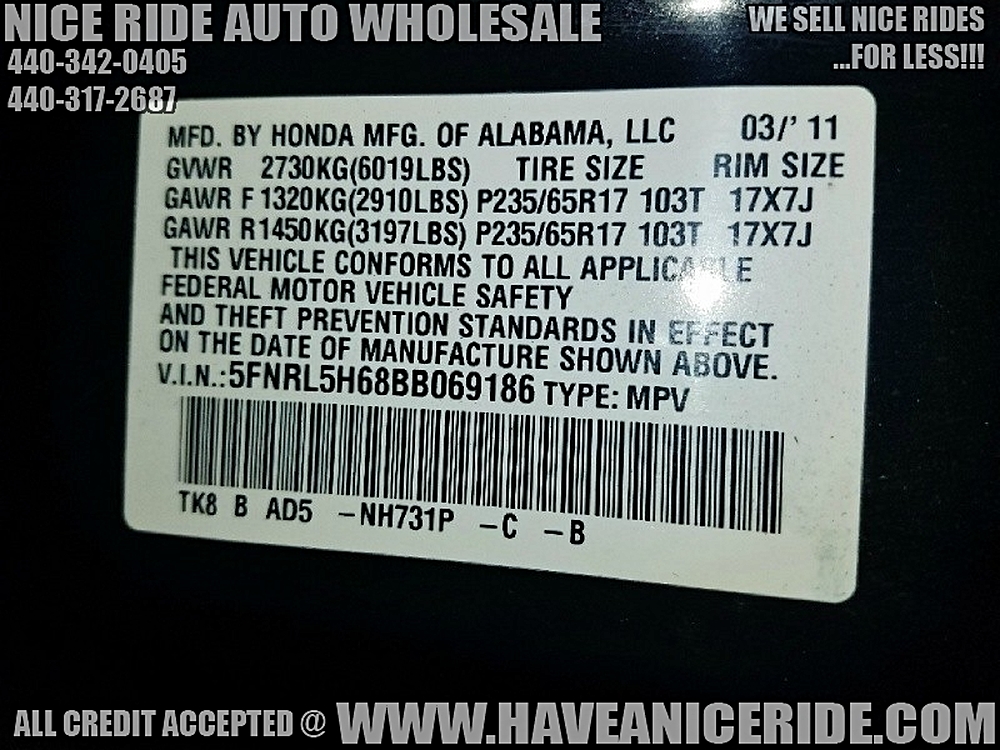 NICE RIDE AUTO WHOLESALE
WE SELL NICE RIDES
440-342-0405
...FOR LESS!!!
440-317-2687
MFD. BY HONDA MFG. OF ALABAMA, LLC 03/' 11
GVWR 2730KG(6019LBS) TIRE SIZE RIM SIZE
GAWR F 1320KG(2910LBS) P235/65R17 103T 17X7J
GAWR R1450KG(3197LBS) P235/65R17 103T 17X7J
THIS VEHICLE CONFORMS TO ALL APPLICABLE
FEDERAL MOTOR VEHICLE SAFETY
AND THEFT PREVENTION STANDARDS IN EFFECT
ON THE DATE OF MANUFACTURE SHOWN ABOVE.
V.I.N.:5FNRL5H68BB069186 TYPE: MPV
TK8 B AD5 -NH731P -C -B
ALL CREDIT ACCEPTED @ WWW.HAVEANICERIDE.COM